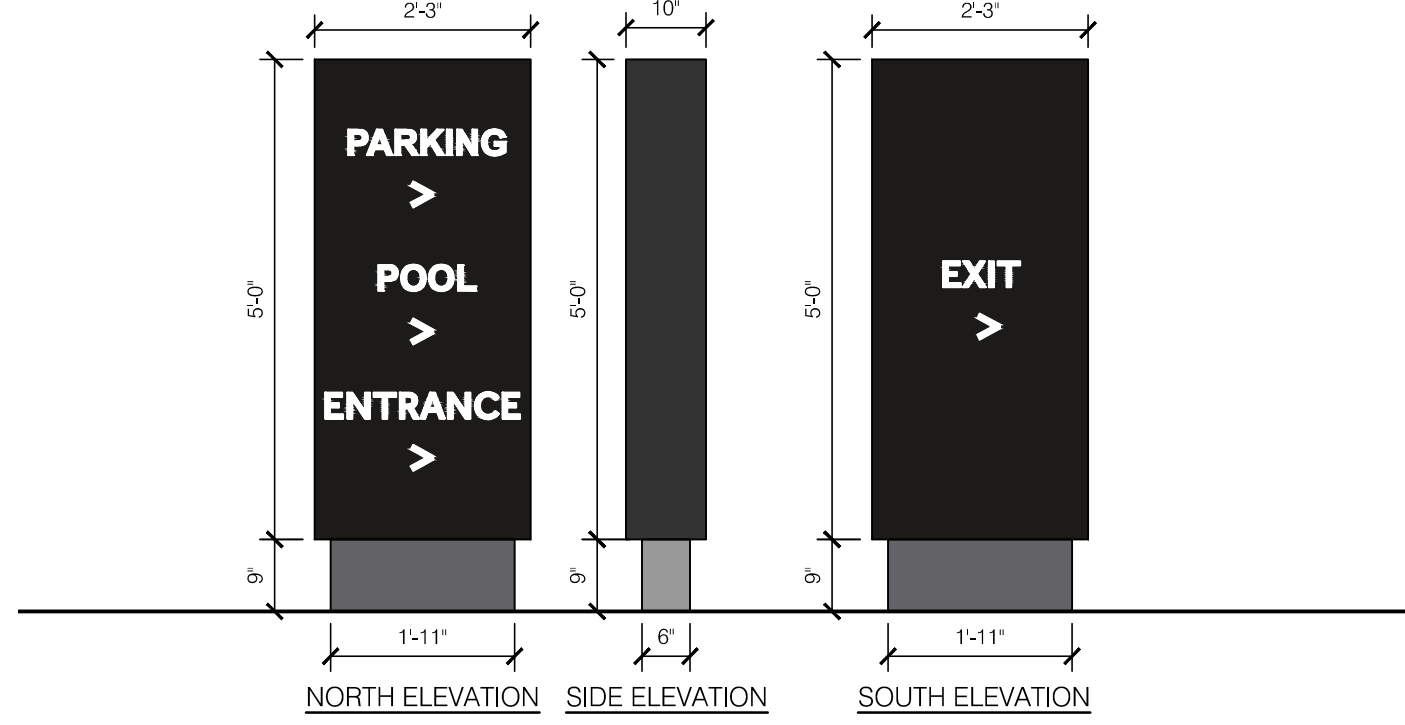 2'-3"
10"
2'-3"
PARKING
>
POOL
>
ENTRANCE
>
EXIT
>
5'-0"
5'-0"
5'-0"
9"
9"
9"
1'-11"
6"
1'-11"
NORTH ELEVATION
SIDE ELEVATION
SOUTH ELEVATION